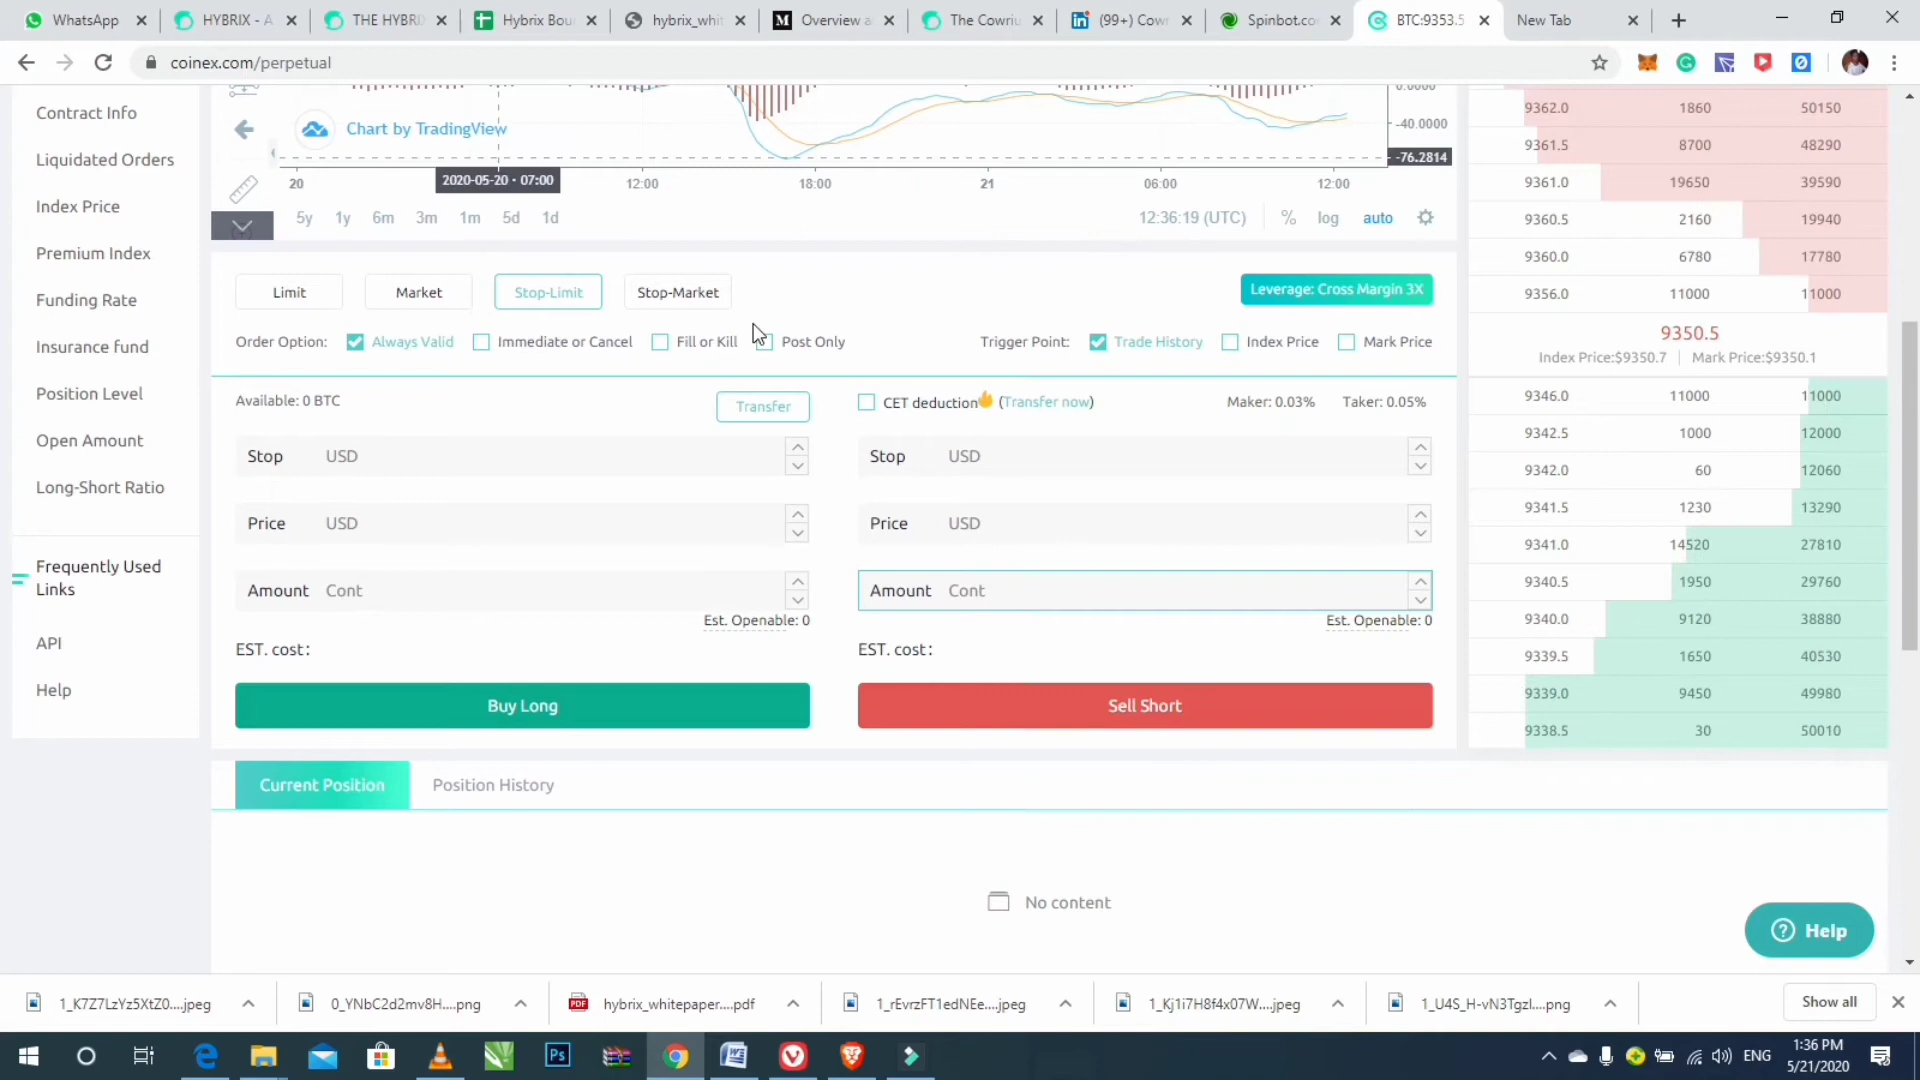 WhatsApp
HYBRIX - A
THE HYBRI
Hybrix Bou
hybrix_whit
Overview a
The Cowriu
(99+) Cowr
Spinbot.co
BTC:9353.5
New Tab
coinex.com/perpetual
Contract Info
Liquidated Orders
Index Price
Premium Index
Funding Rate
Insurance fund
Position Level
Open Amount
Long-Short Ratio
Frequently Used
Links
API
Help
Chart by TradingView
0.0000
-40.0000
-76.2814
20
2020-05-20 · 07:00
12:00
18:00
21
06:00
12:00
5y 1y 6m 3m 1m 5d 1d
12:36:19 (UTC) % log auto
Limit Market Stop-Limit Stop-Market
Leverage: Cross Margin 3X
Order Option: Always Valid Immediate or Cancel Fill or Kill Post Only
Trigger Point: Trade History Index Price Mark Price
Available: 0 BTC
Transfer
CET deduction (Transfer now)
Maker: 0.03% Taker: 0.05%
Stop USD
Price USD
Amount Cont
Est. Openable: 0
EST. cost:
Buy Long
Stop USD
Price USD
Amount Cont
Est. Openable: 0
EST. cost:
Sell Short
9362.0 1860 50150
9361.5 8700 48290
9361.0 19650 39590
9360.5 2160 19940
9360.0 6780 17780
9356.0 11000 11000
9350.5
Index Price:$9350.7 Mark Price:$9350.1
9346.0 11000 11000
9342.5 1000 12000
9342.0 60 12060
9341.5 1230 13290
9341.0 14520 27810
9340.5 1950 29760
9340.0 9120 38880
9339.5 1650 40530
9339.0 9450 49980
9338.5 30 50010
Current Position Position History
No content
Help
1_K7Z7LzYz5XtZ0....jpeg
0_YNbC2d2mv8H....png
PDF
hybrix_whitepaper....pdf
1_rEvrzFT1edNEe....jpeg
1_Kj1i7H8f4x07W....jpeg
1_U4S_H-vN3TgzI....png
Show all
ENG
1:36 PM
5/21/2020